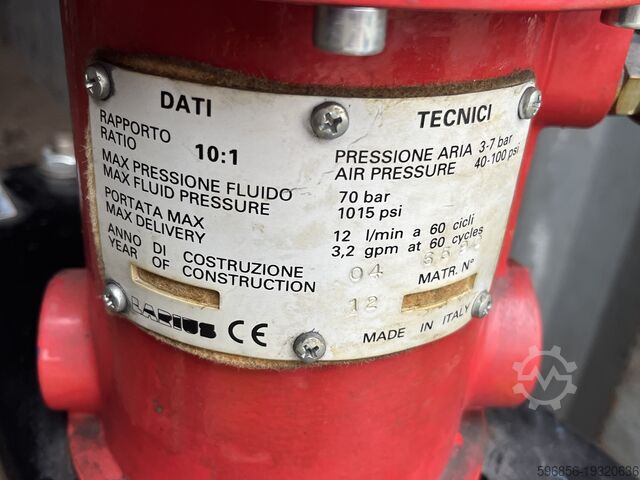 DATI TECNICI
RAPPORTO
RATIO 10:1
PRESSIONE ARIA 3-7 bar
AIR PRESSURE 40-100 psi
MAX PRESSIONE FLUIDO 70 bar
MAX FLUID PRESSURE 1015 psi
PORTATA MAX 12 l/min a 60 cicli
MAX DELIVERY 3,2 gpm at 60 cycles
ANNO DI COSTRUZIONE 04
YEAR OF CONSTRUCTION 12
MATR. N°
LARIUS CE
MADE IN ITALY
596856-19320636